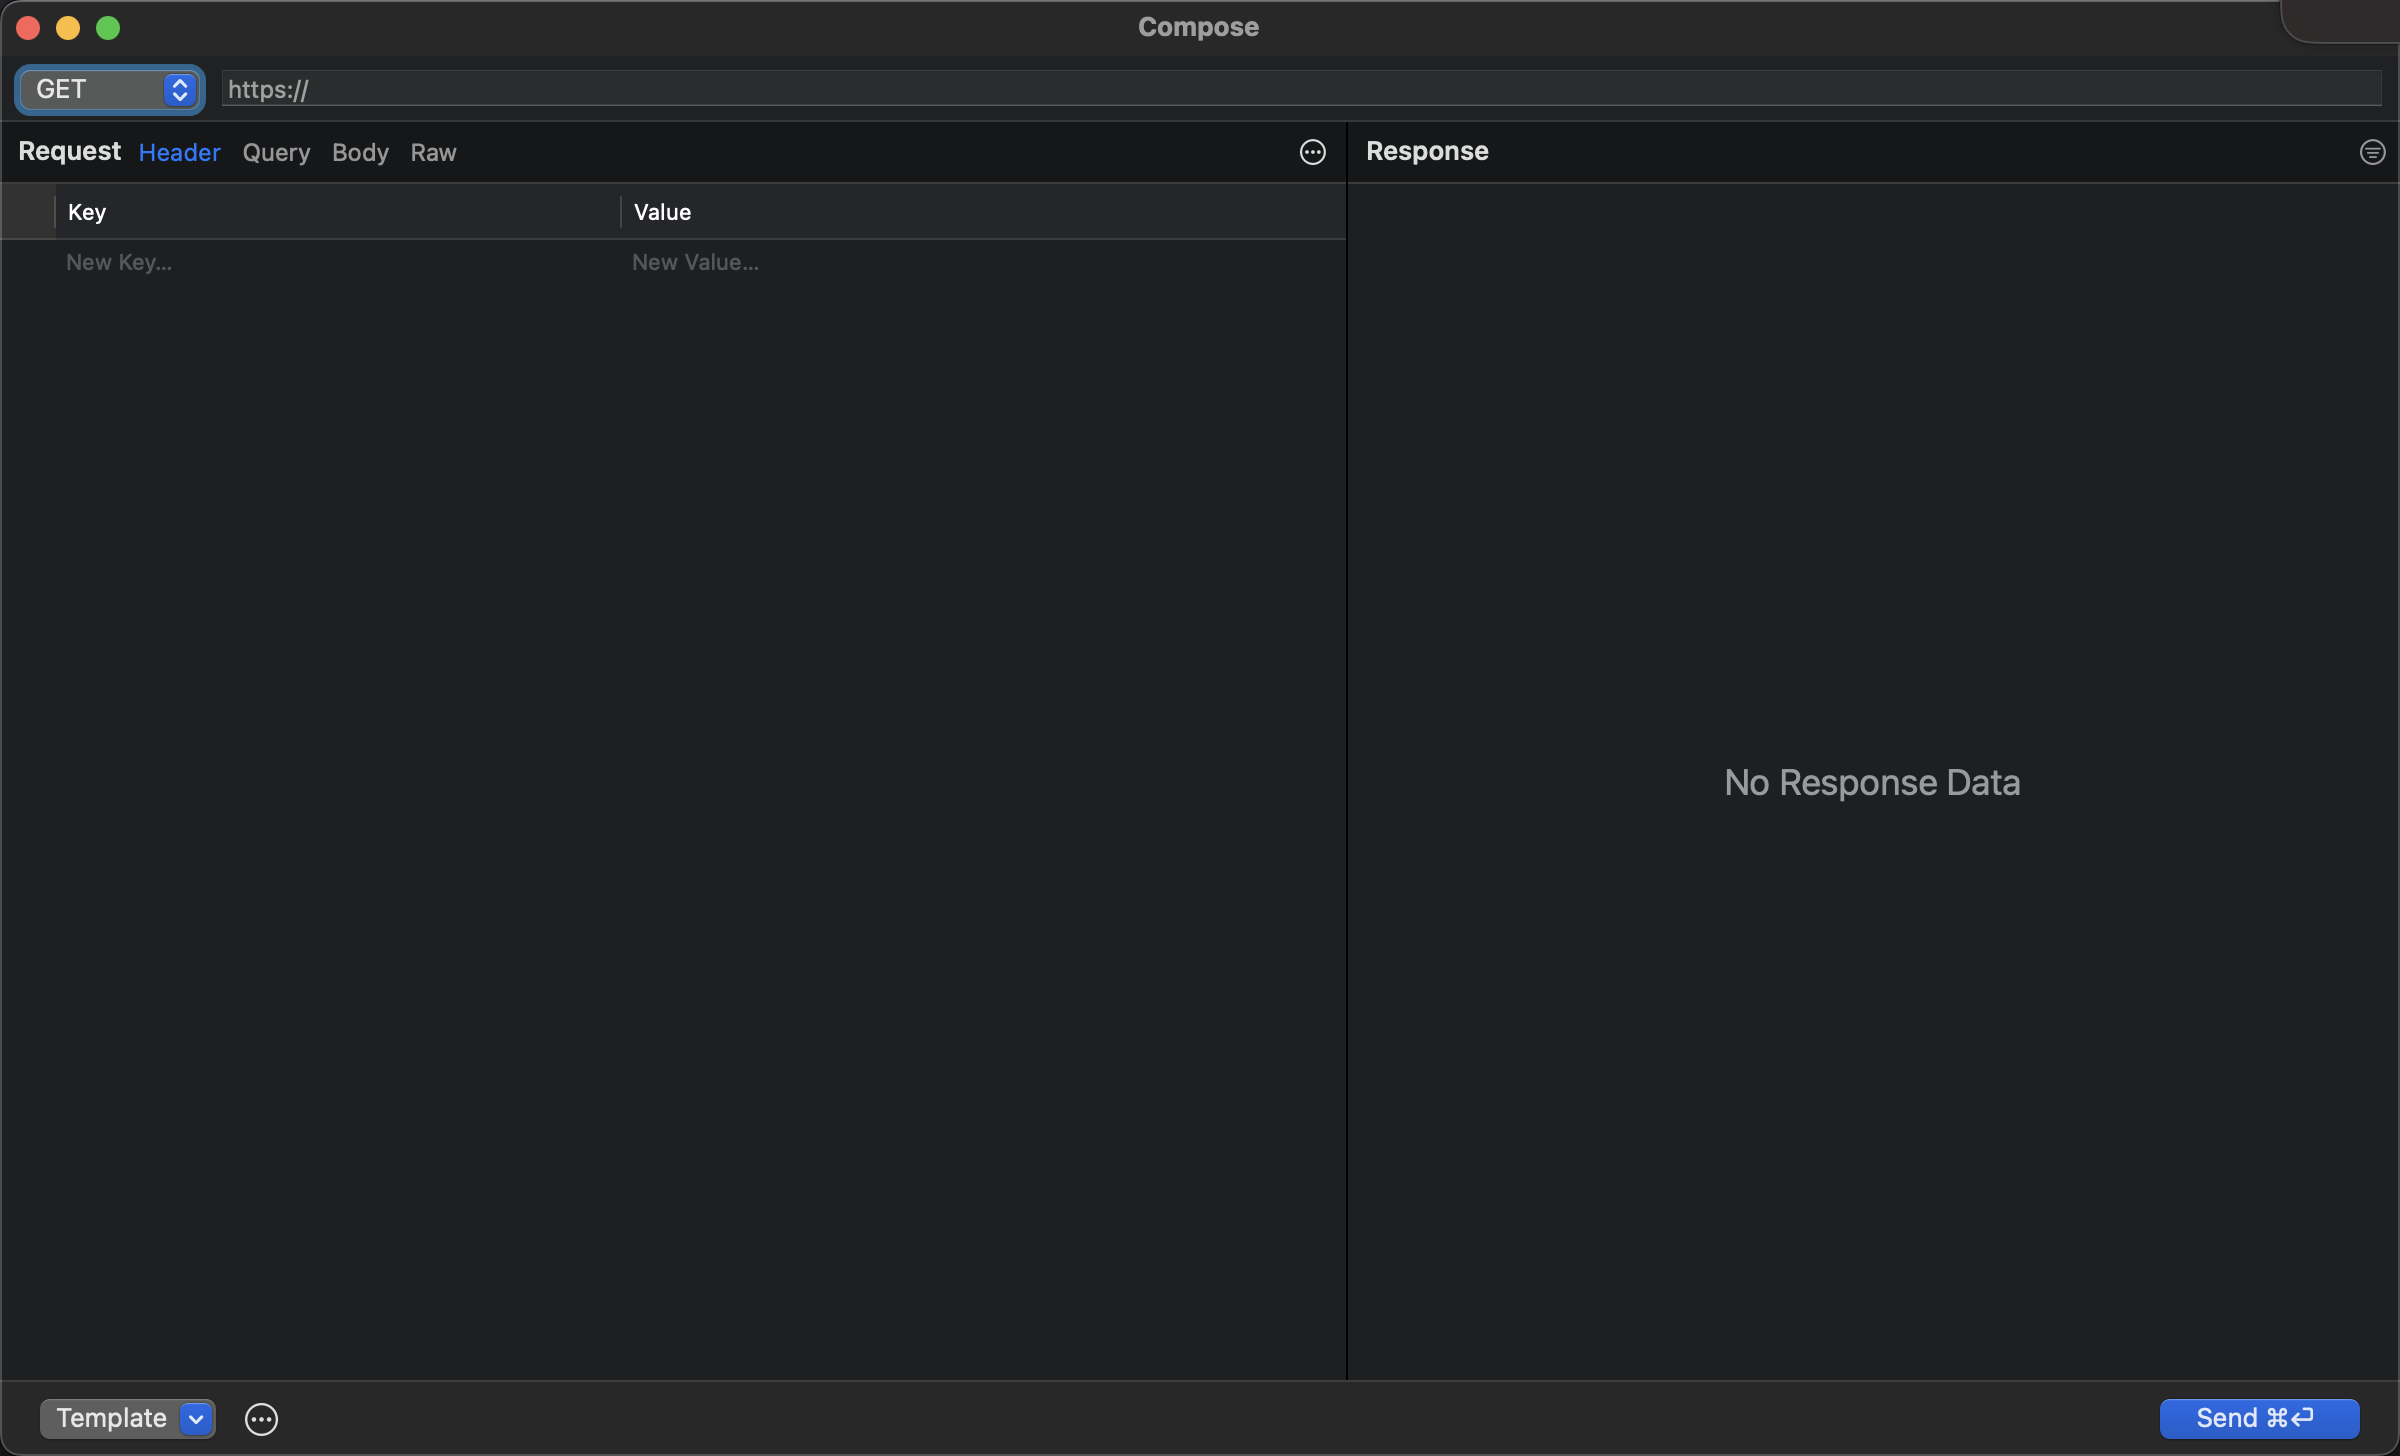 Compose
GET
https://
Request Header Query Body Raw
Response
Key Value
New Key... New Value...
No Response Data
Template
Send ⌘↩